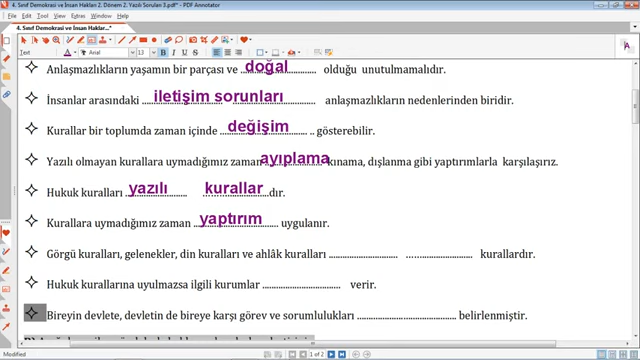 4. Sınıf Demokrasi ve İnsan Hakları 2. Dönem 2. Yazılı Soruları 3.pdf* - PDF Annotator
File Edit Insert View Tool Extras Window Help
4. Sınıf Demokrasi ve İnsan Haklar...*
Text Arial 13
Anlaşmazlıkların yaşamın bir parçası ve ...doğal... olduğu unutulmamalıdır.
İnsanlar arasındaki ...iletişim sorunları... anlaşmazlıkların nedenlerinden biridir.
Kurallar bir toplumda zaman içinde ...değişim... .. gösterebilir.
Yazılı olmayan kurallara uymadığımız zaman ayıplama kınama, dışlanma gibi yaptırımlarla karşılaşırız.
Hukuk kuralları ...yazılı... ...kurallar...dır.
Kurallara uymadığımız zaman ...yaptırım... uygulanır.
Görgü kuralları, gelenekler, din kuralları ve ahlâk kuralları ........................... ........................... kurallardır.
Hukuk kurallarına uyulmazsa ilgili kurumlar ............................... verir.
Bireyin devlete, devletin de bireye karşı görev ve sorumlulukları ....................................... belirlenmiştir.
Modified
1 of 2